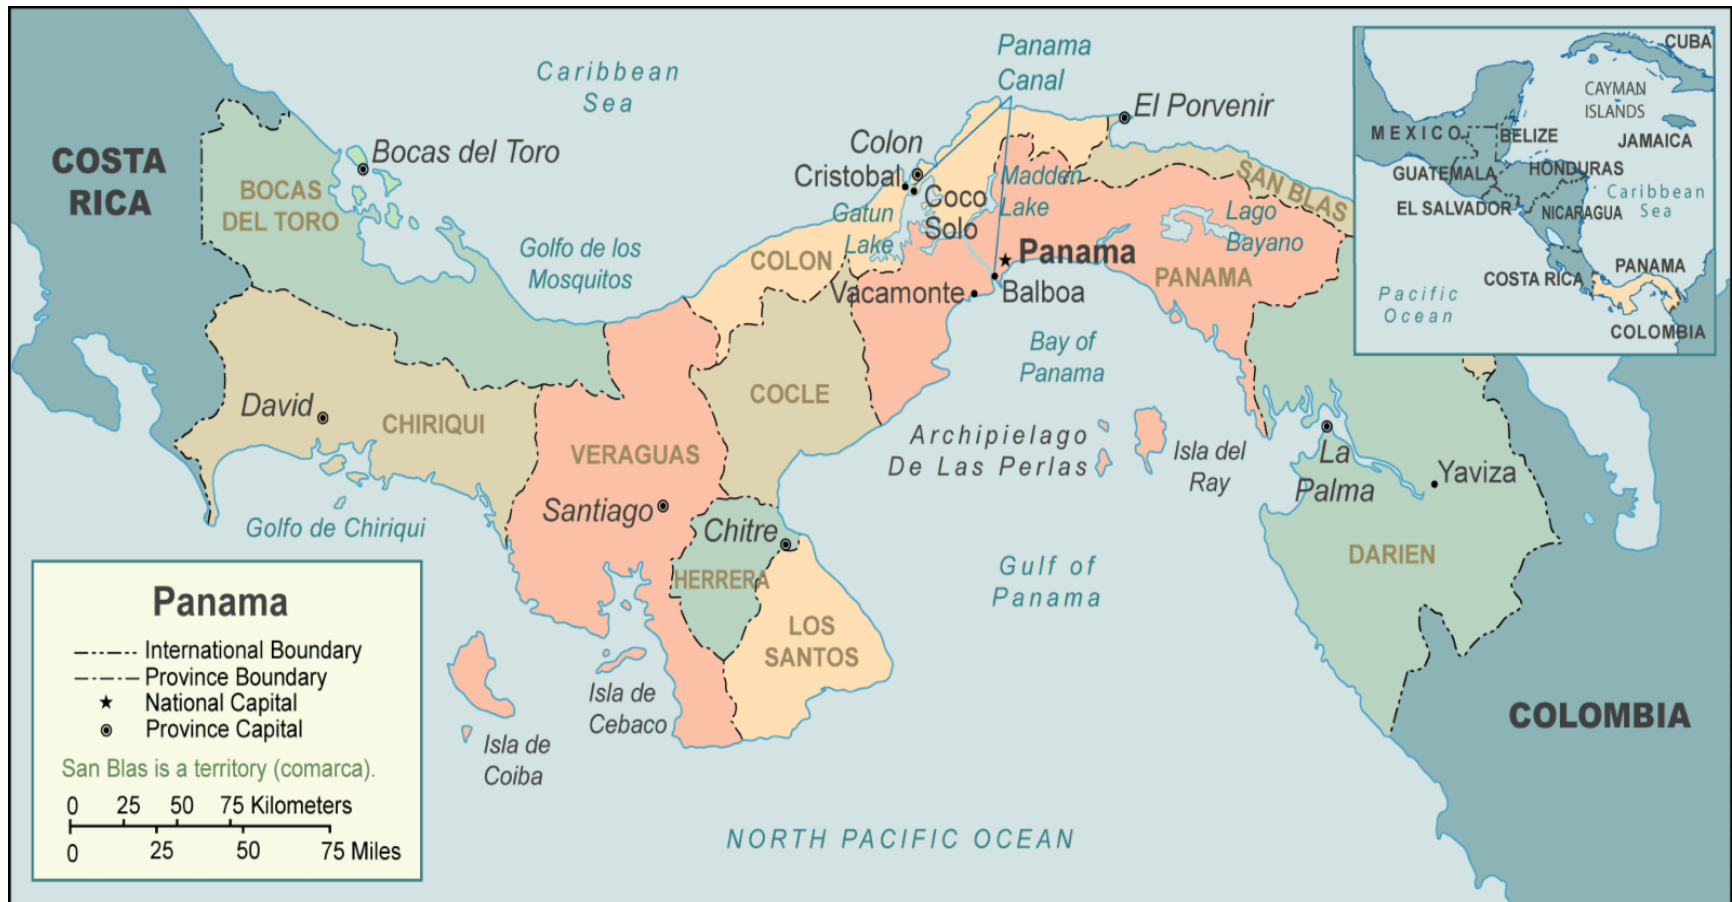 Caribbean
Sea
Panama
Canal
COSTA
RICA
Bocas del Toro
BOCAS
DEL TORO
Golfo de los
Mosquitos
Colon
Cristobal
Coco
Solo
Gatun
Lake
Madden
Lake
El Porvenir
SAN BLAS
Lago
Bayano
COLON
Panama
PANAMA
Vacamonte
Balboa
Bay of
Panama
David
CHIRIQUI
COCLE
VERAGUAS
Santiago
Golfo de Chiriqui
Chitre
HERRERA
LOS
SANTOS
Archipielago
De Las Perlas
Isla del
Ray
La
Palma
Yaviza
DARIEN
Gulf of
Panama
Isla de
Cebaco
Isla de
Coiba
COLOMBIA
NORTH PACIFIC OCEAN
Panama
International Boundary
Province Boundary
National Capital
Province Capital
San Blas is a territory (comarca).
0 25 50 75 Kilometers
0 25 50 75 Miles
CUBA
CAYMAN
ISLANDS
MEXICO
BELIZE
JAMAICA
GUATEMALA
HONDURAS
Caribbean
Sea
EL SALVADOR
NICARAGUA
COSTA RICA
PANAMA
Pacific
Ocean
COLOMBIA